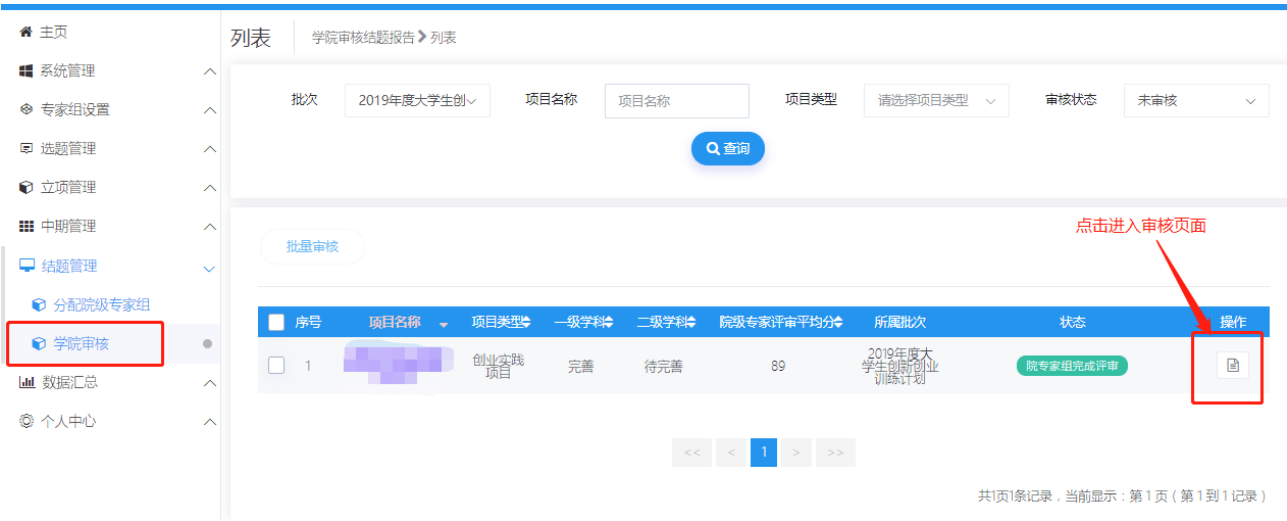 主页
系统管理
专家组设置
选题管理
立项管理
中期管理
结题管理
分配院级专家组
学院审核
数据汇总
个人中心
列表 学院审核结题报告 列表
批次 2019年度大学生创 项目名称 项目名称 项目类型 请选择项目类型 审核状态 未审核
查询
点击进入审核页面
批量审核
序号 项目名称 项目类型 一级学科 二级学科 院级专家评审平均分 所属批次 状态 操作
1 创业实践 完善 待完善 89 2019年度大 院专家组完成评审
项目 学生创新创业
训练计划
<< < 1 > >>
共1页1条记录，当前显示：第1页（第1到1记录）